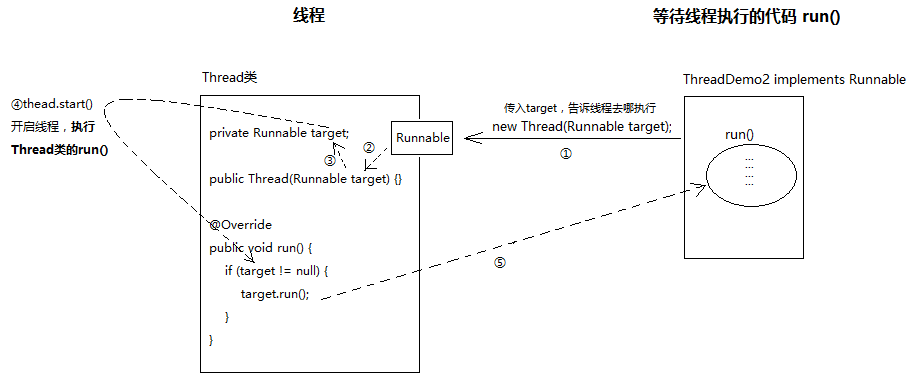 线程
等待线程执行的代码 run()
Thread类
ThreadDemo2 implements Runnable
④thead.start()
开启线程，执行
Thread类的run()
传入target，告诉线程去哪执行
new Thread(Runnable target);
①
private Runnable target;
Runnable
②
③
public Thread(Runnable target) {}
run()
...
...
...
...
@Override
public void run() {
if (target != null) {
target.run();
}
}
⑤